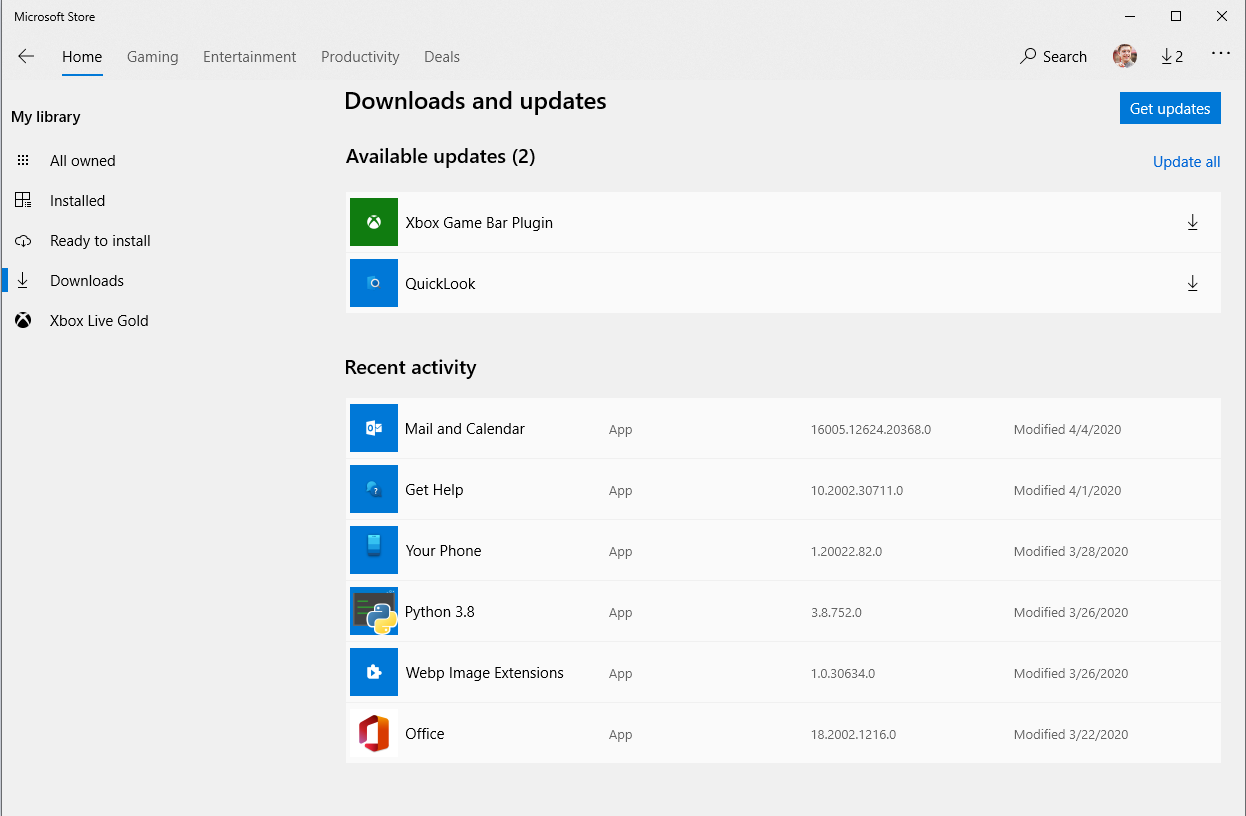 Microsoft Store
Home Gaming Entertainment Productivity Deals Search 2
My library
All owned
Installed
Ready to install
Downloads
Xbox Live Gold
Downloads and updates
Get updates
Available updates (2)
Update all
Xbox Game Bar Plugin
QuickLook
Recent activity
Mail and Calendar App 16005.12624.20368.0 Modified 4/4/2020
Get Help App 10.2002.30711.0 Modified 4/1/2020
Your Phone App 1.20022.82.0 Modified 3/28/2020
Python 3.8 App 3.8.752.0 Modified 3/26/2020
Webp Image Extensions App 1.0.30634.0 Modified 3/26/2020
Office App 18.2002.1216.0 Modified 3/22/2020